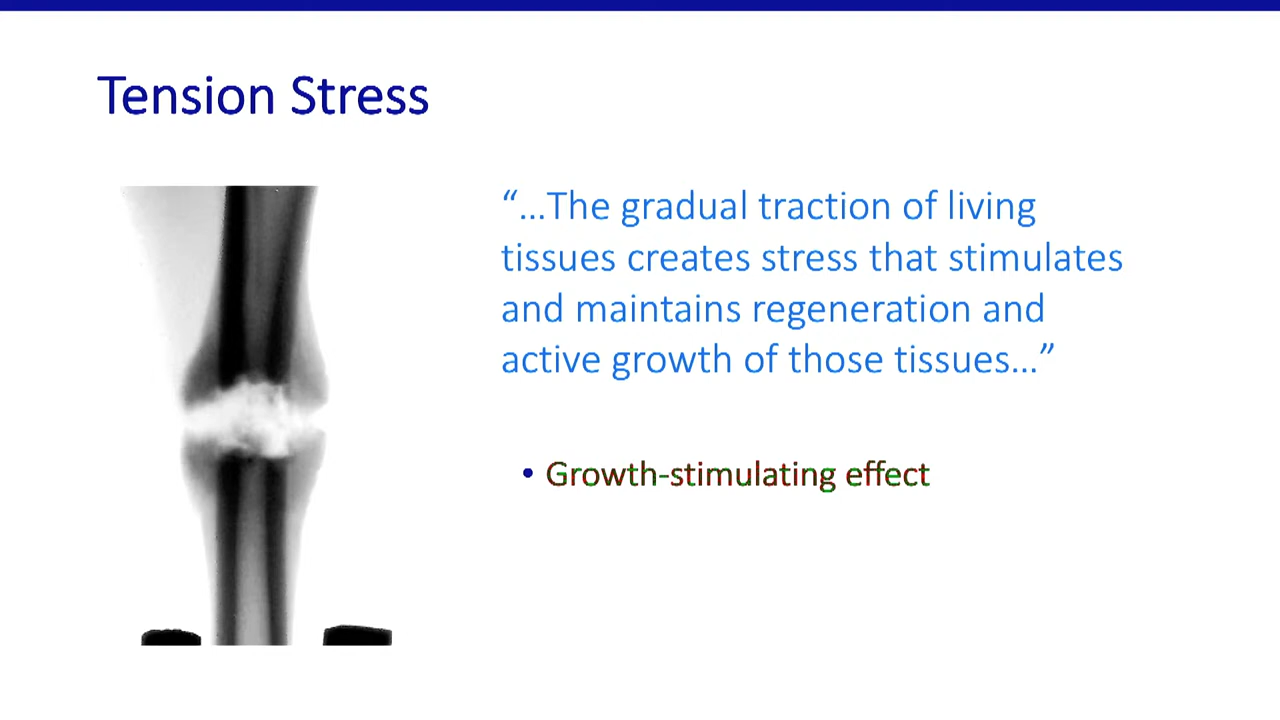 Tension Stress
“...The gradual traction of living
tissues creates stress that stimulates
and maintains regeneration and
active growth of those tissues...”
• Growth-stimulating effect